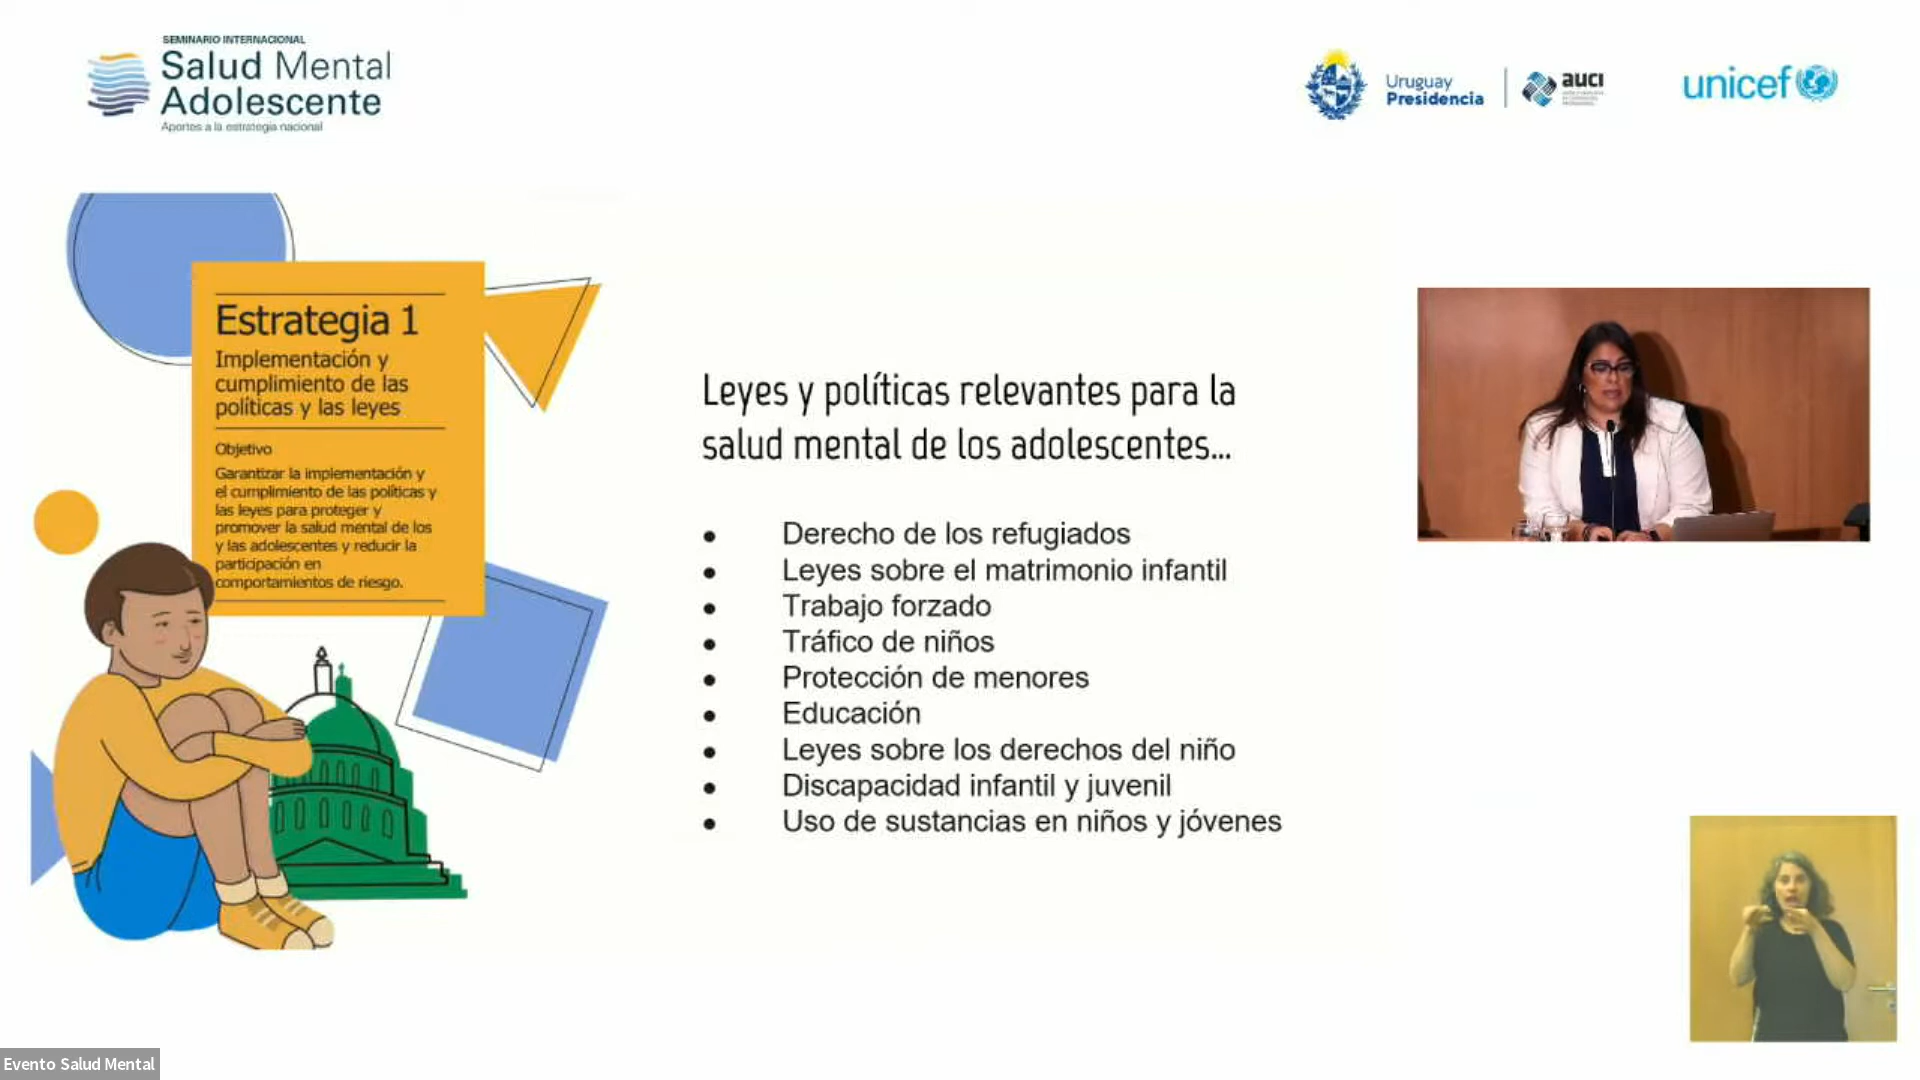 SEMINARIO INTERNACIONAL
Salud Mental
Adolescente
Aportes a la estrategia nacional
Uruguay
Presidencia
AUCI
unicef
Estrategia 1
Implementación y
cumplimiento de las
políticas y las leyes
Objetivo
Garantizar la implementación y
el cumplimiento de las políticas y
las leyes para proteger y
promover la salud mental de los
y las adolescentes y reducir la
participación en
comportamientos de riesgo.
Leyes y políticas relevantes para la
salud mental de los adolescentes...
● Derecho de los refugiados
● Leyes sobre el matrimonio infantil
● Trabajo forzado
● Tráfico de niños
● Protección de menores
● Educación
● Leyes sobre los derechos del niño
● Discapacidad infantil y juvenil
● Uso de sustancias en niños y jóvenes
Evento Salud Mental